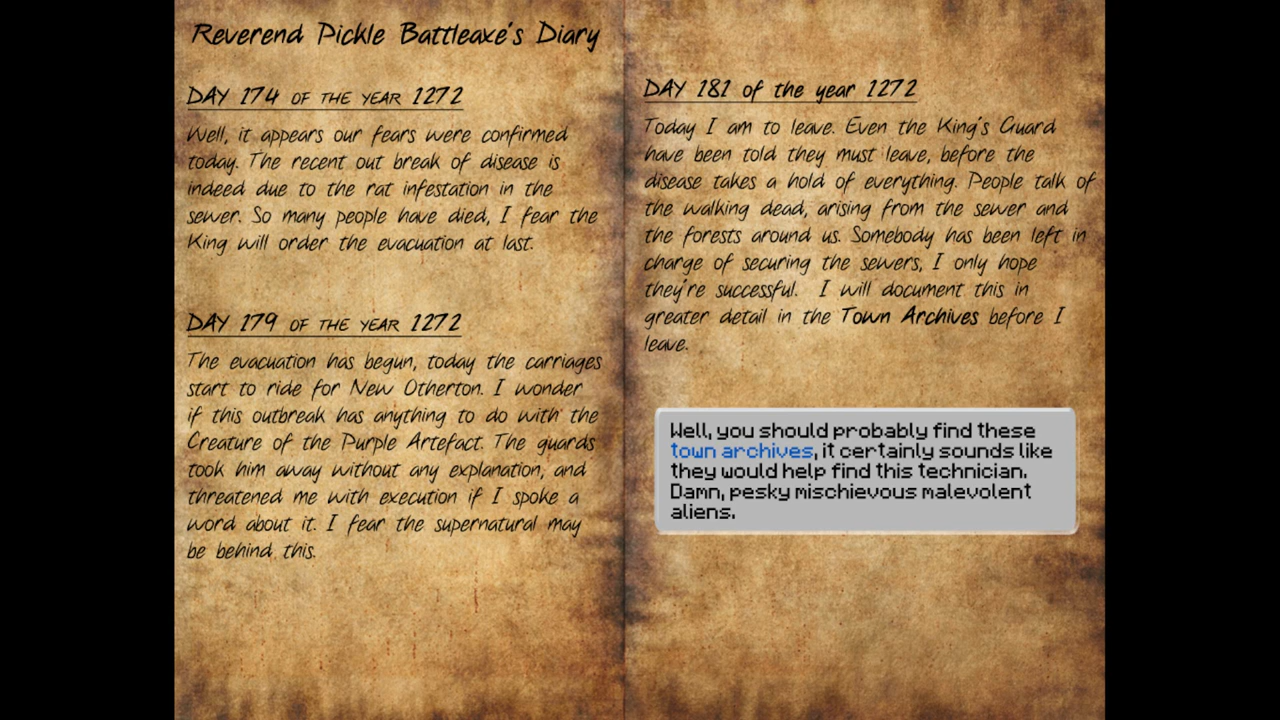 Reverend Pickle Battleaxe's Diary
DAY 174 OF THE YEAR 1272
Well, it appears our fears were confirmed
today. The recent out break of disease is
indeed due to the rat infestation in the
sewer. So many people have died, I fear the
King will order the evacuation at last.
DAY 179 OF THE YEAR 1272
The evacuation has begun, today the carriages
start to ride for New Otherton. I wonder
if this outbreak has anything to do with the
Creature of the Purple Artefact. The guards
took him away without any explanation, and
threatened me with execution if I spoke a
word about it. I fear the supernatural may
be behind this.
DAY 181 of the year 1272
Today I am to leave. Even the King's Guard
have been told they must leave, before the
disease takes a hold of everything. People talk of
the walking dead, arising from the sewer and
the forests around us. Somebody has been left in
charge of securing the sewers, I only hope
they're successful. I will document this in
greater detail in the Town Archives before I
leave.
Well, you should probably find these
town archives, it certainly sounds like
they would help find this technician.
Damn, pesky mischievous malevolent
aliens.